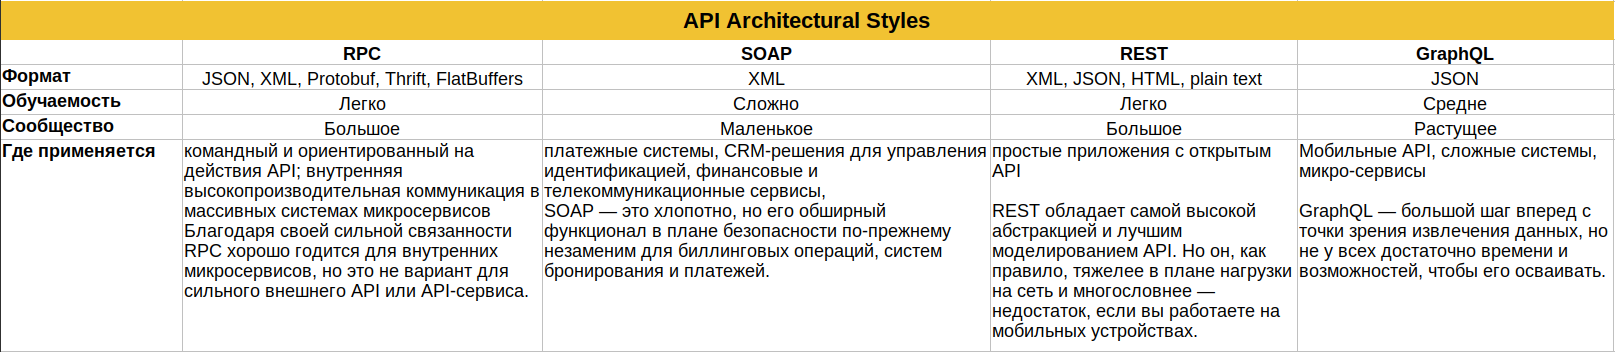 API Architectural Styles
RPC SOAP REST GraphQL
Формат JSON, XML, Protobuf, Thrift, FlatBuffers XML XML, JSON, HTML, plain text JSON
Обучаемость Легко Сложно Легко Средне
Сообщество Большое Маленькое Большое Растущее
Где применяется
командный и ориентированный на
действия API; внутренняя
высокопроизводительная коммуникация в
массивных системах микросервисов
Благодаря своей сильной связанности
RPC хорошо годится для внутренних
микросервисов, но это не вариант для
сильного внешнего API или API-сервиса.
платежные системы, CRM-решения для управления
идентификацией, финансовые и
телекоммуникационные сервисы,
SOAP — это хлопотно, но его обширный
функционал в плане безопасности по-прежнему
незаменим для биллинговых операций, систем
бронирования и платежей.
простые приложения с открытым
API
REST обладает самой высокой
абстракцией и лучшим
моделированием API. Но он, как
правило, тяжелее в плане нагрузки
на сеть и многословнее —
недостаток, если вы работаете на
мобильных устройствах.
Мобильные API, сложные системы,
микро-сервисы
GraphQL — большой шаг вперед с
точки зрения извлечения данных, но
не у всех достаточно времени и
возможностей, чтобы его осваивать.